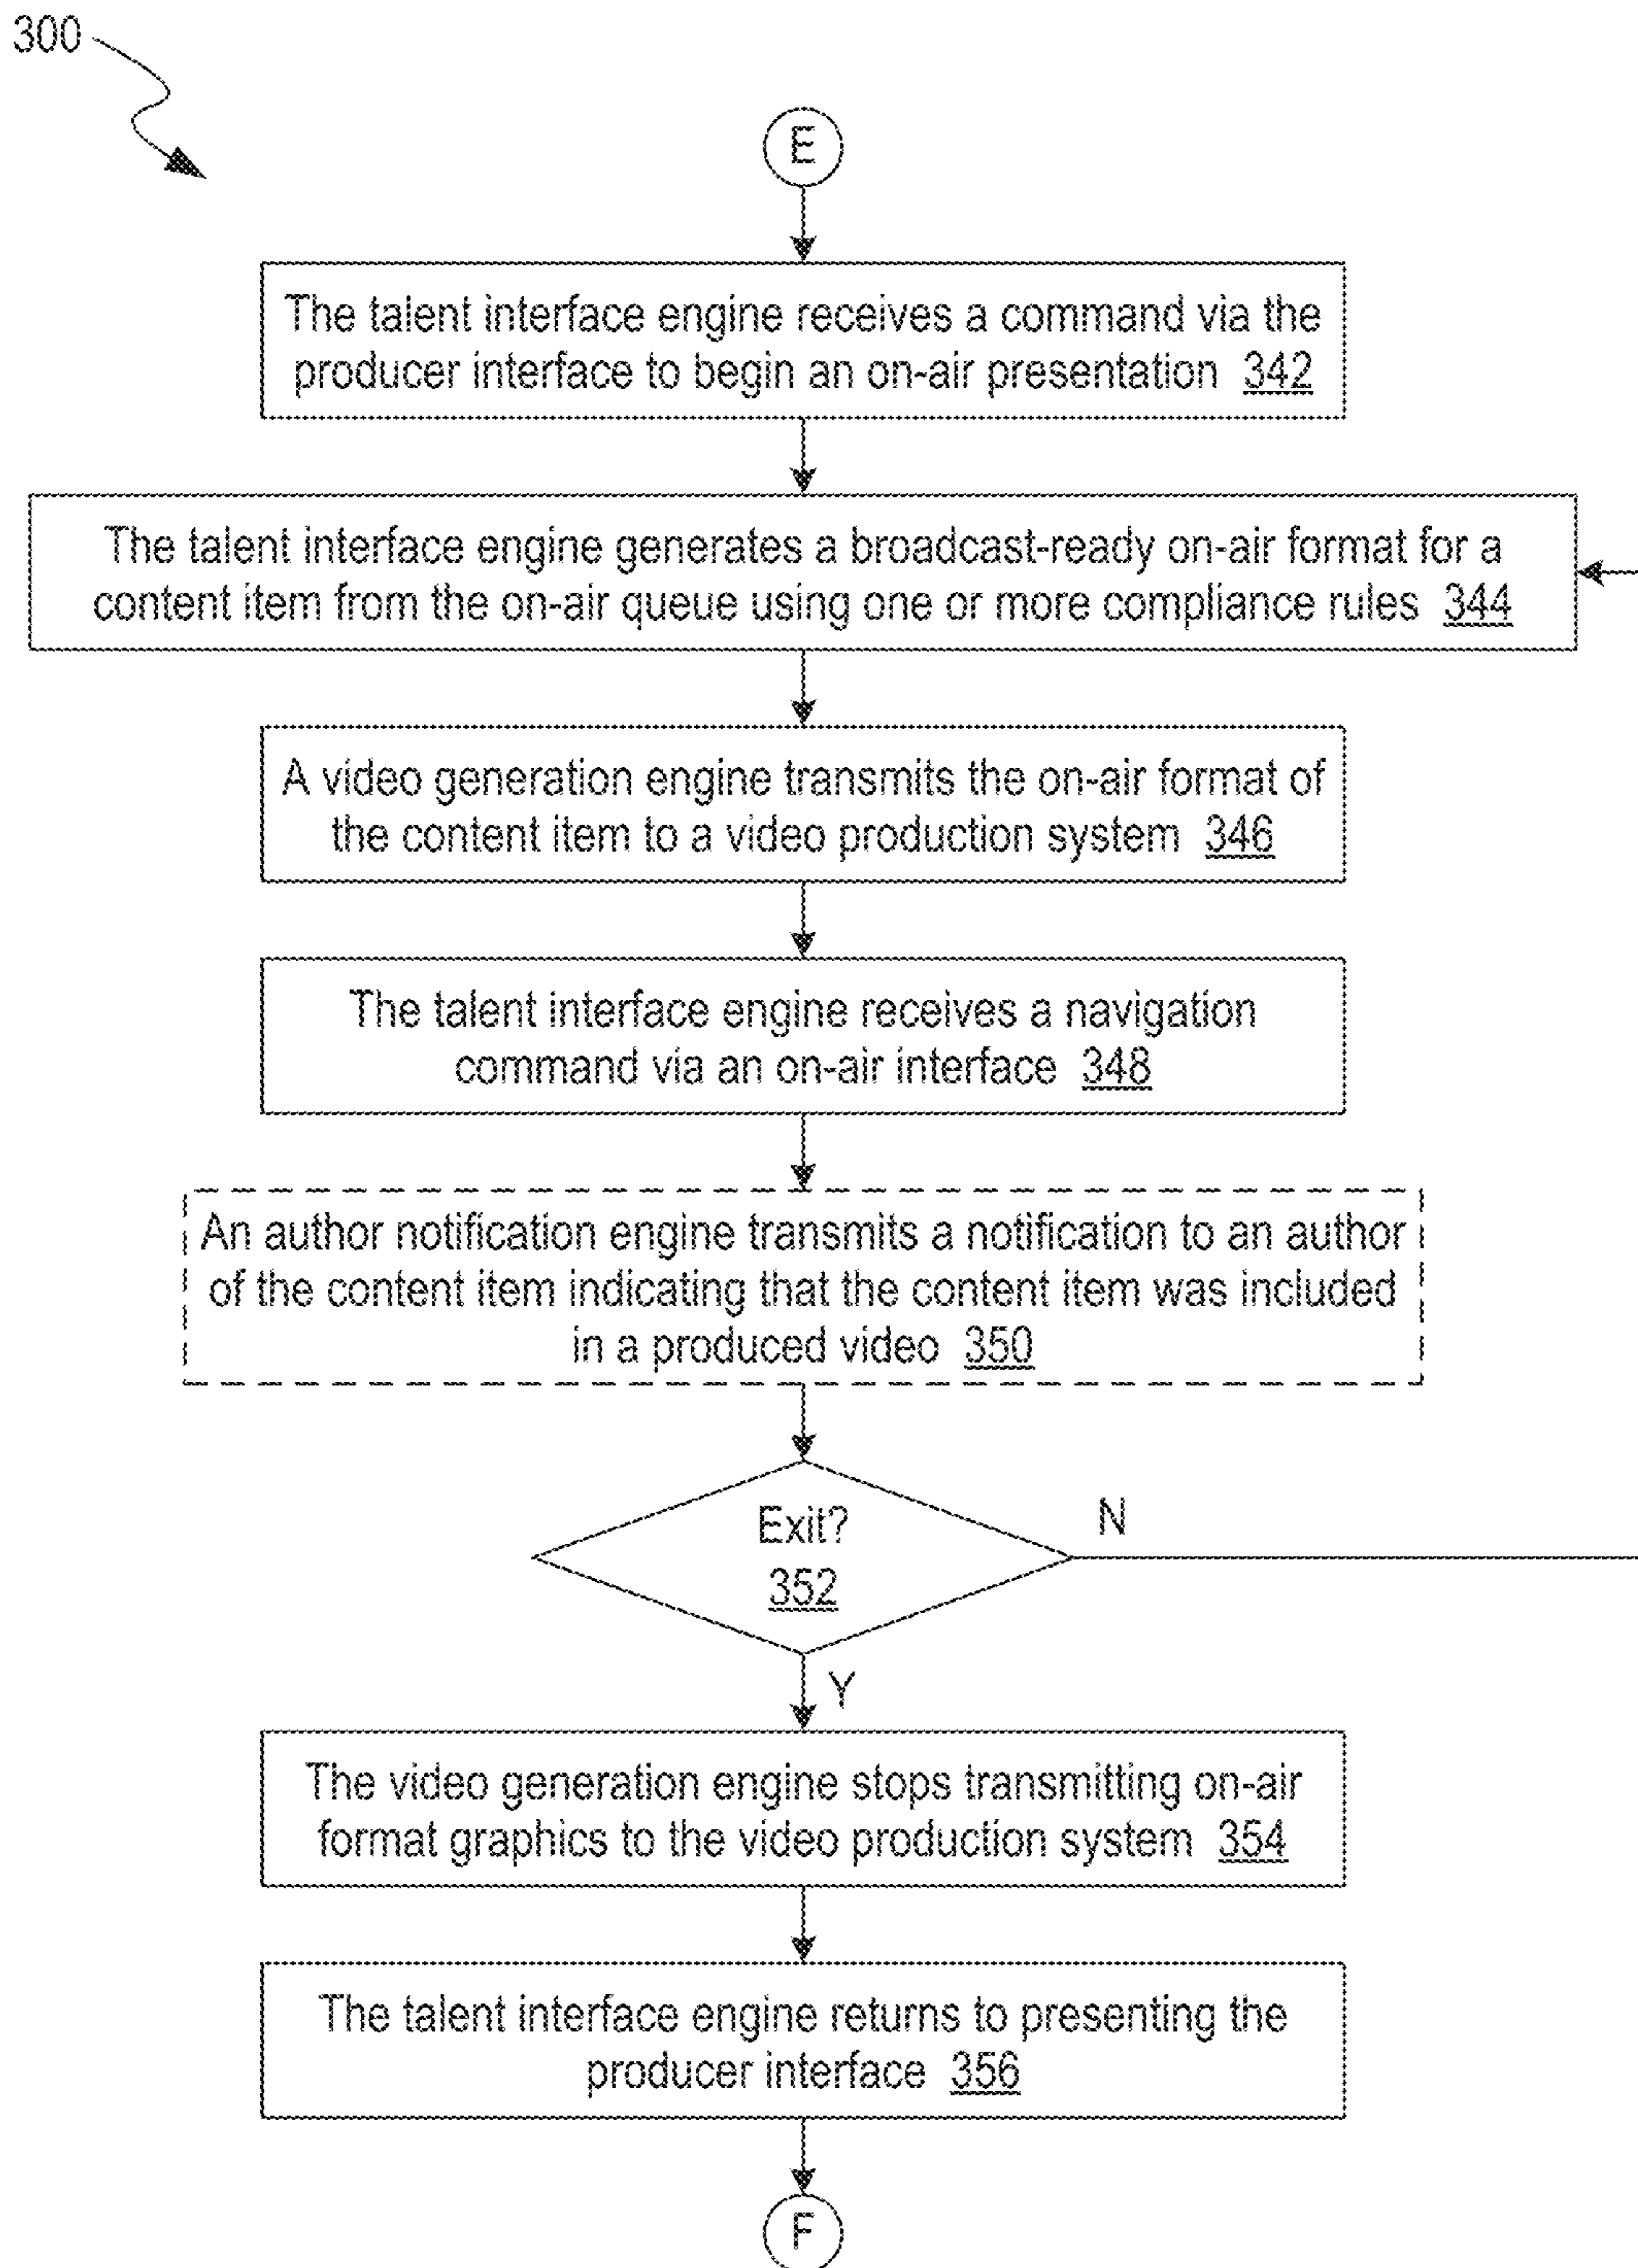 300
E
The talent interface engine receives a command via the
producer interface to begin an on-air presentation 342
The talent interface engine generates a broadcast-ready on-air format for a
content item from the on-air queue using one or more compliance rules 344
A video generation engine transmits the on-air format of
the content item to a video production system 346
The talent interface engine receives a navigation
command via an on-air interface 348
An author notification engine transmits a notification to an author
of the content item indicating that the content item was included
in a produced video 350
Exit?
352
N
Y
The video generation engine stops transmitting on-air
format graphics to the video production system 354
The talent interface engine returns to presenting the
producer interface 356
F